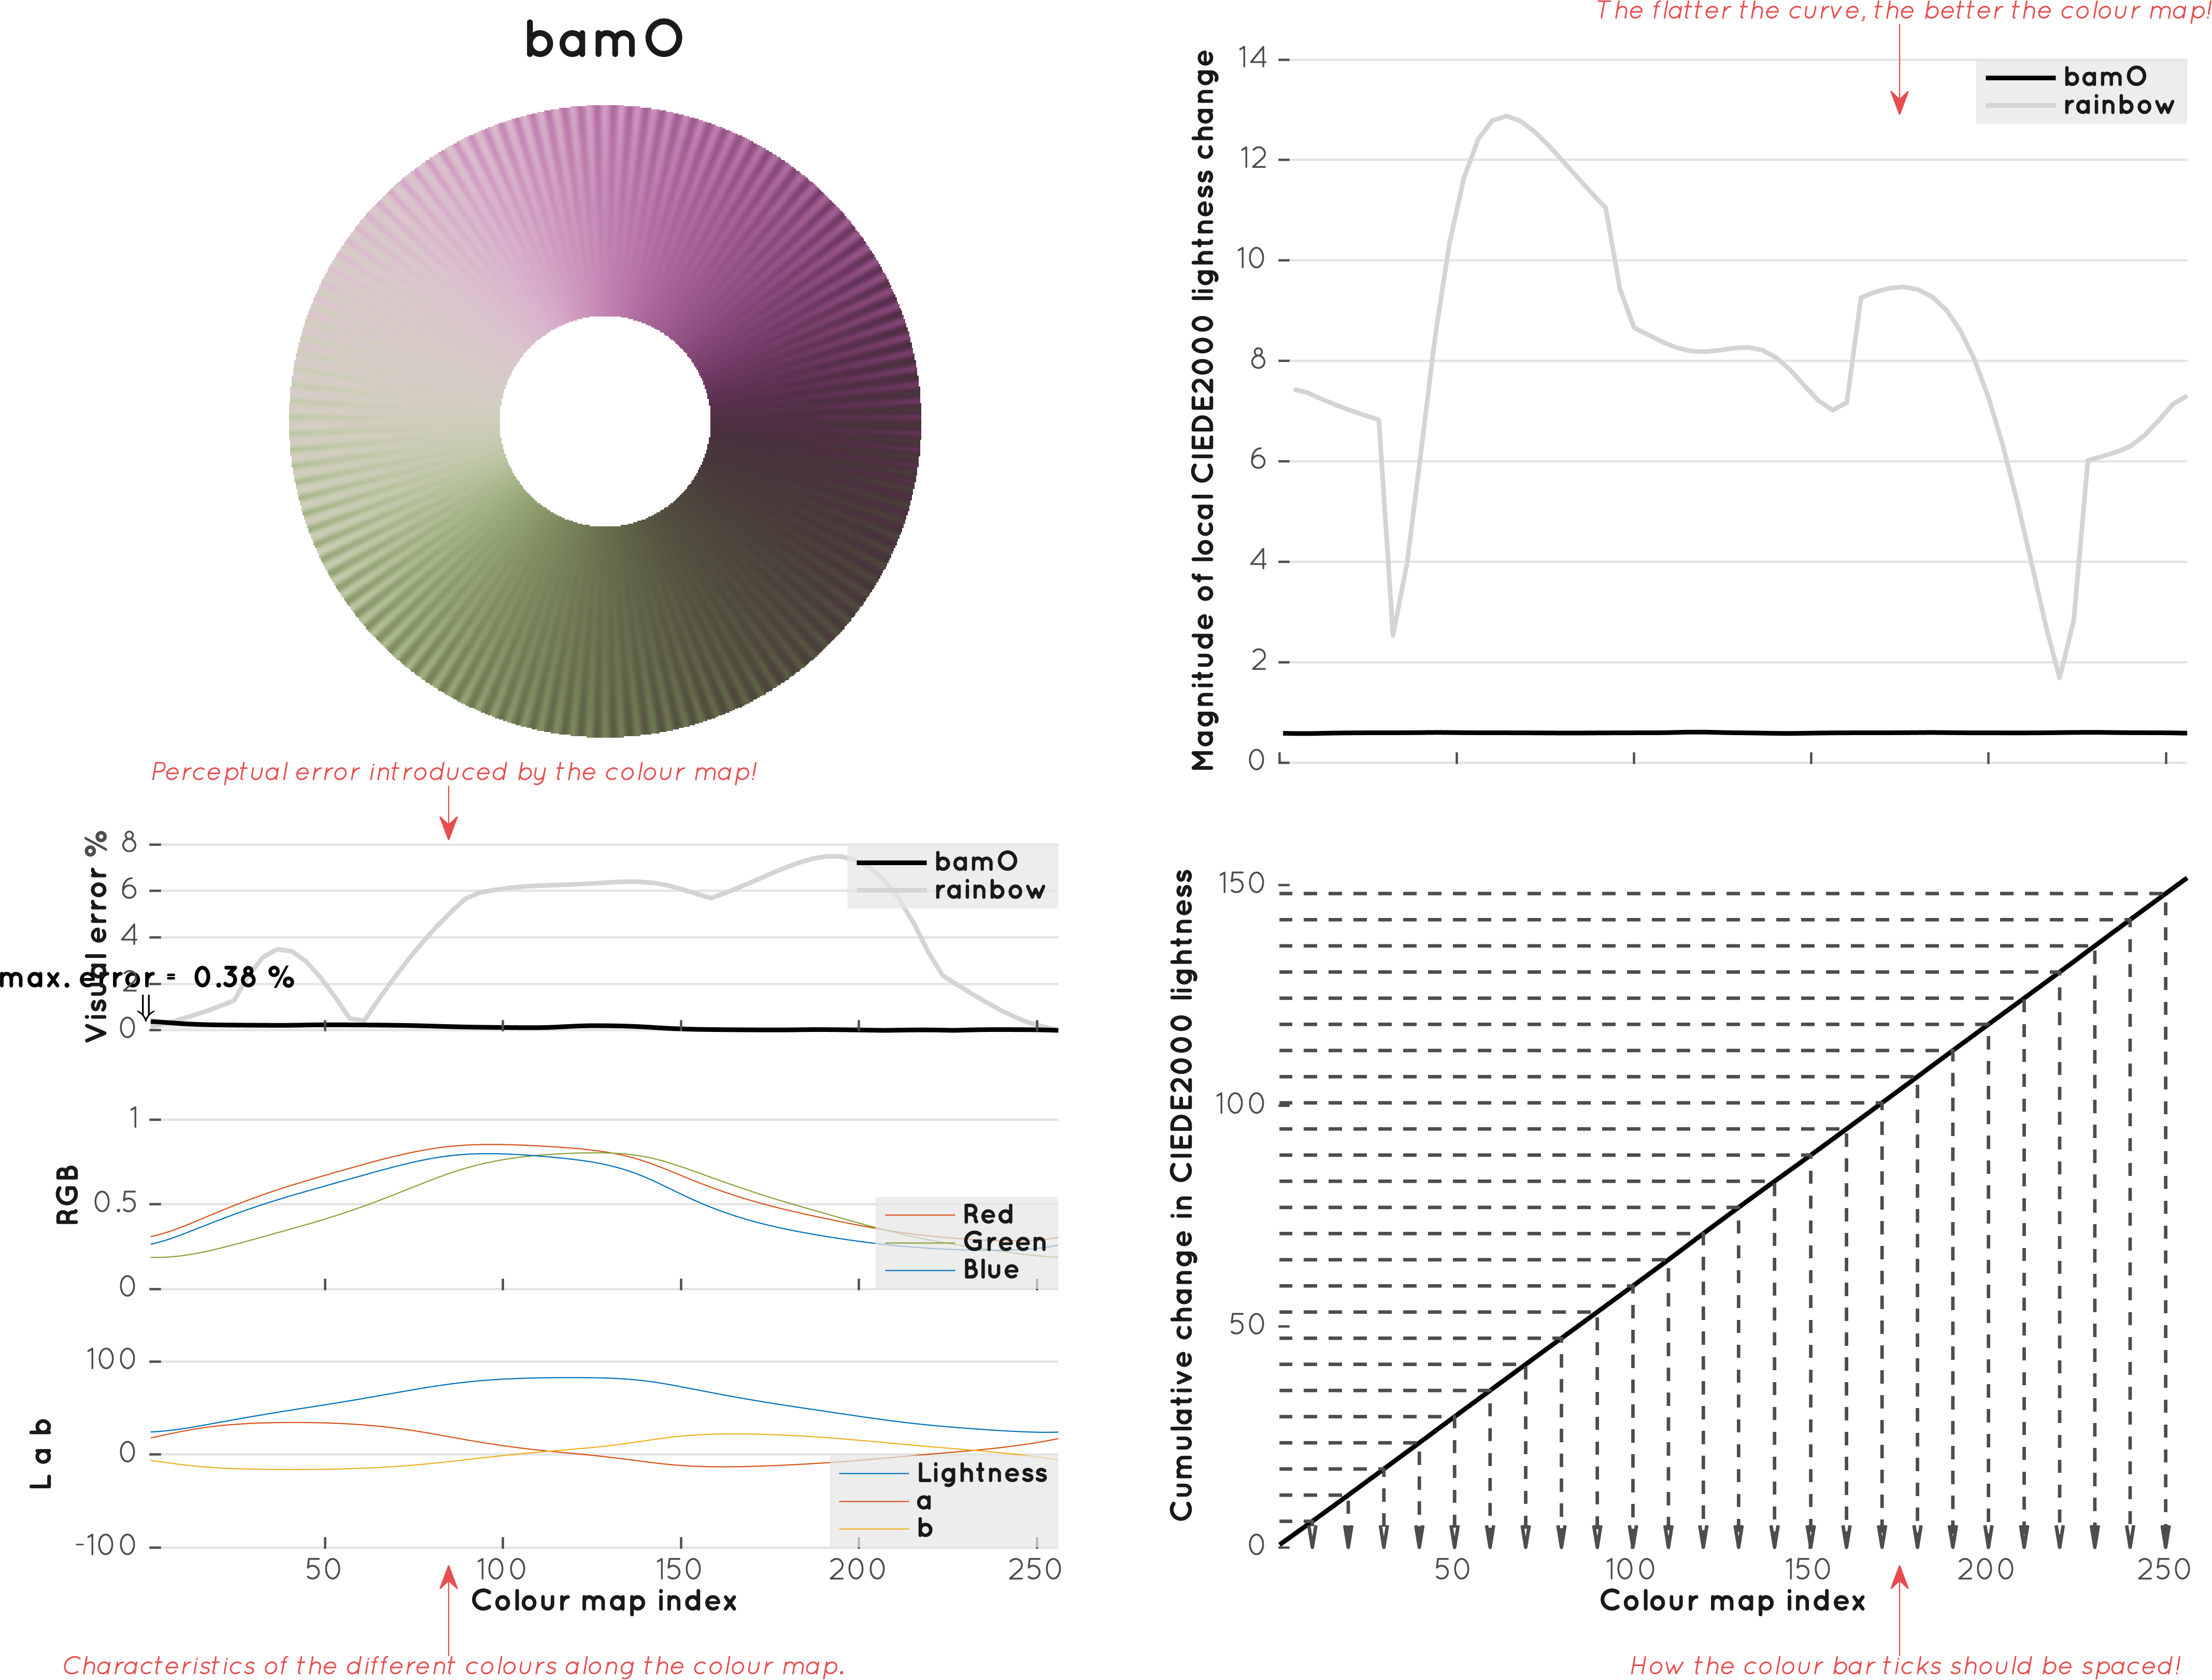 bamO
Perceptual error introduced by the colour map!
Visual error %
8
6
4
2
0
bamO
rainbow
max. error = 0.38 %
⇓
RGB
1
0.5
0
Red
Green
Blue
L a b
100
0
-100
Lightness
a
b
50 100 150 200 250
Colour map index
Characteristics of the different colours along the colour map.
The flatter the curve, the better the colour map!
Magnitude of local CIEDE2000 lightness change
14
12
10
8
6
4
2
0
bamO
rainbow
Cumulative change in CIEDE2000 lightness
150
100
50
0
50 100 150 200 250
Colour map index
How the colour bar ticks should be spaced!